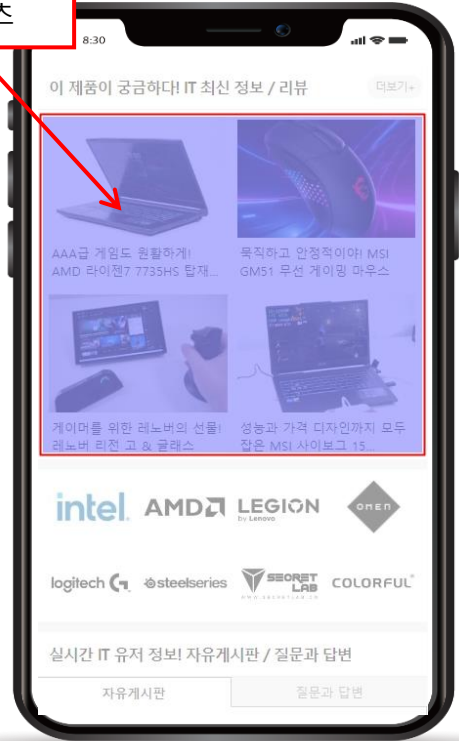 츠
8:30
이 제품이 궁금하다! IT 최신 정보 / 리뷰
더보기+
AAA급 게임도 원활하게!
AMD 라이젠7 7735HS 탑재...
묵직하고 안정적이야! MSI
GM51 무선 게이밍 마우스
게이머를 위한 레노버의 선물!
레노버 리전 고 & 글래스
성능과 가격 디자인까지 모두
잡은 MSI 사이보그 15...
intel.
AMD
LEGION
by Lenovo
OMEN
logitech G
steelseries
SECRET
LAB
WWW.SECRETLAB.CO
COLORFUL
실시간 IT 유저 정보! 자유게시판 / 질문과 답변
자유게시판
질문과 답변